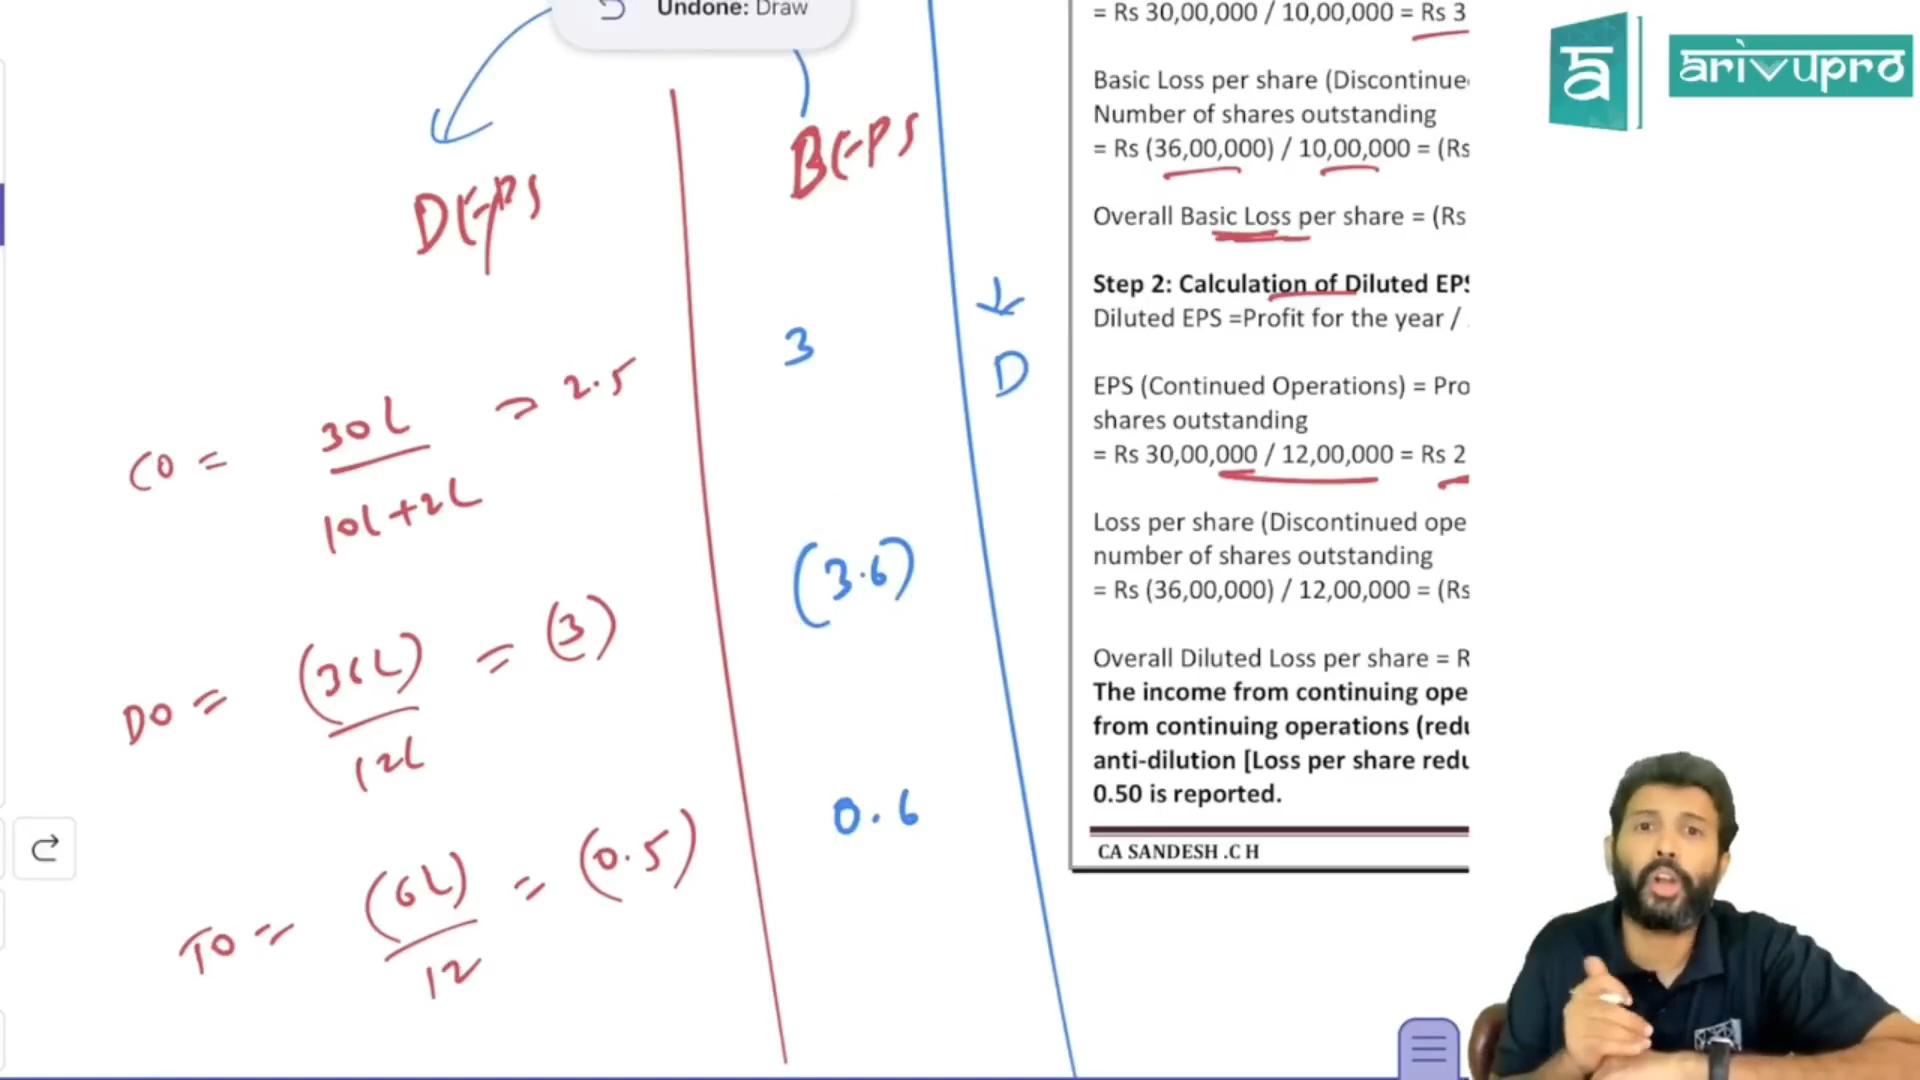 Undone: Draw
DEPS
BEPS
CO = 30L / 10L+2L = 2.5
3
D
DO = (36L) / 12L = (3)
(3.6)
TO = (6L) / 12 = (0.5)
0.6
= Rs 30,00,000 / 10,00,000 = Rs 3
Basic Loss per share (Discontinue
Number of shares outstanding
= Rs (36,00,000) / 10,00,000 = (Rs
Overall Basic Loss per share = (Rs
Step 2: Calculation of Diluted EPS
Diluted EPS =Profit for the year /
EPS (Continued Operations) = Pro
shares outstanding
= Rs 30,00,000 / 12,00,000 = Rs 2
Loss per share (Discontinued ope
number of shares outstanding
= Rs (36,00,000) / 12,00,000 = (Rs
Overall Diluted Loss per share = R
The income from continuing ope
from continuing operations (redu
anti-dilution [Loss per share redu
0.50 is reported.
CA SANDESH .C H
arivupro